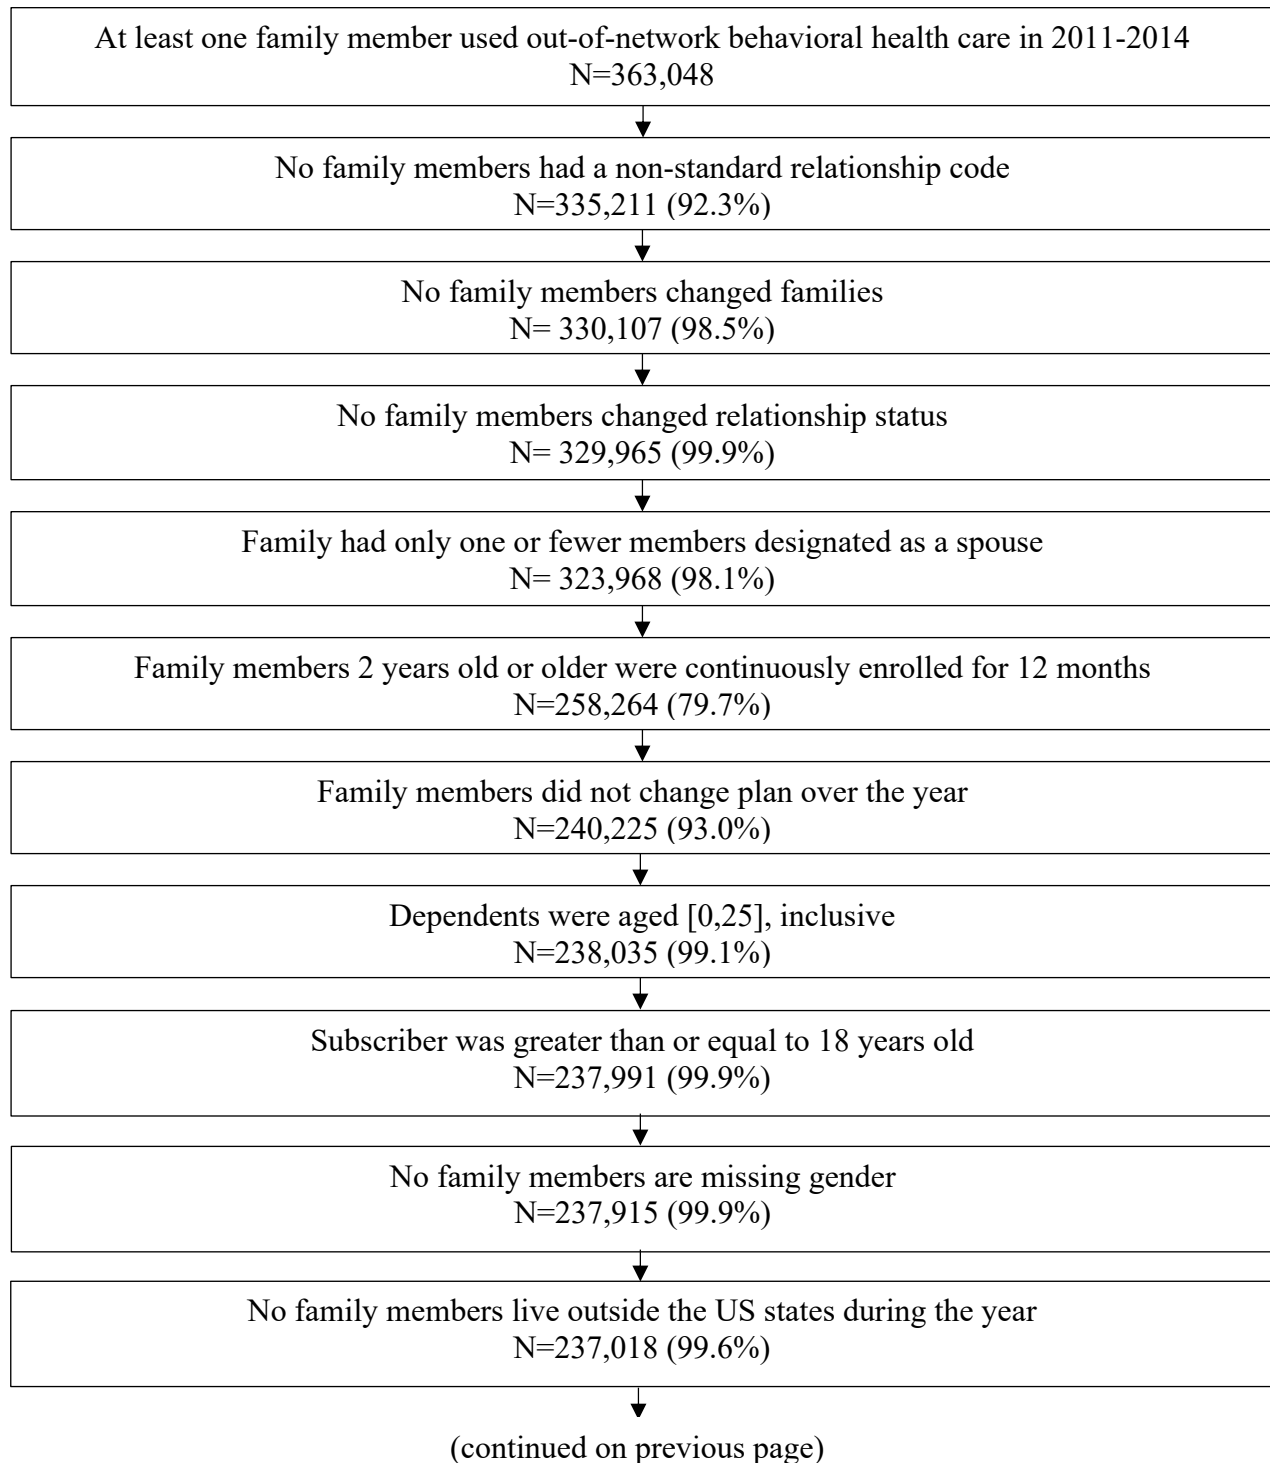 At least one family member used out-of-network behavioral health care in 2011-2014
N=363,048
No family members had a non-standard relationship code
N=335,211 (92.3%)
No family members changed families
N= 330,107 (98.5%)
No family members changed relationship status
N= 329,965 (99.9%)
Family had only one or fewer members designated as a spouse
N= 323,968 (98.1%)
Family members 2 years old or older were continuously enrolled for 12 months
N=258,264 (79.7%)
Family members did not change plan over the year
N=240,225 (93.0%)
Dependents were aged [0,25], inclusive
N=238,035 (99.1%)
Subscriber was greater than or equal to 18 years old
N=237,991 (99.9%)
No family members are missing gender
N=237,915 (99.9%)
No family members live outside the US states during the year
N=237,018 (99.6%)
(continued on previous page)